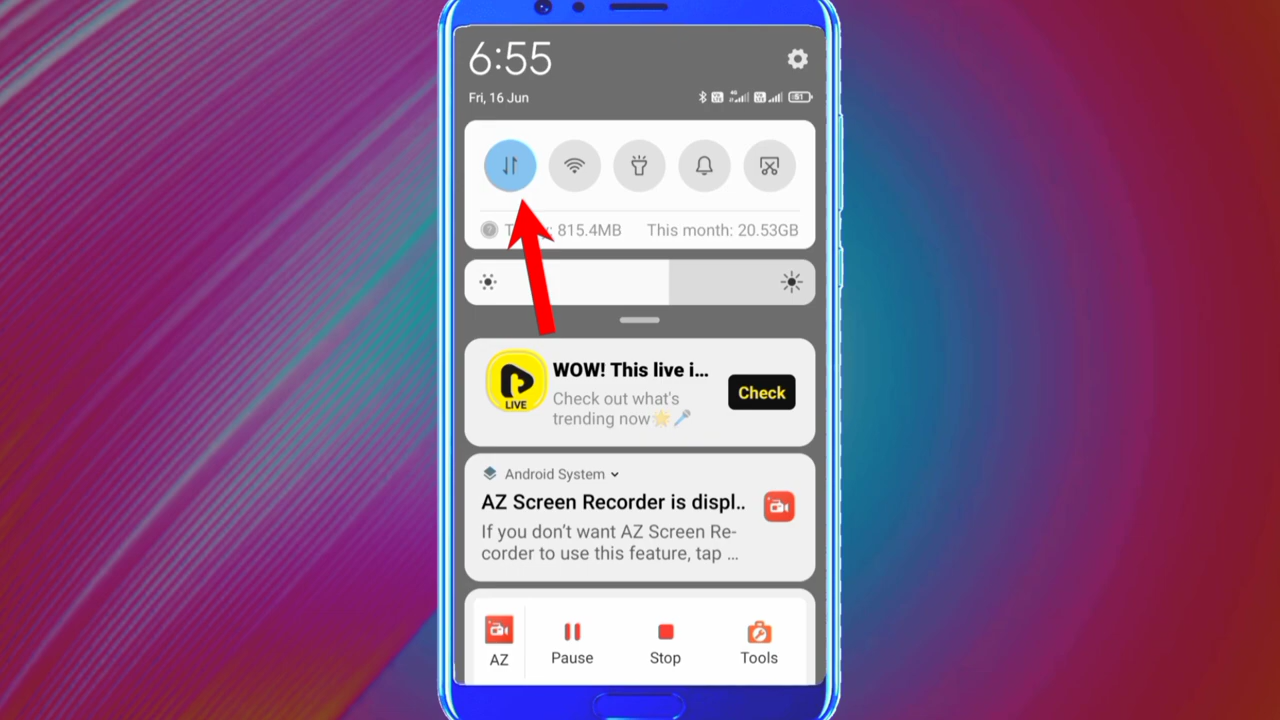 6:55
Fri, 16 Jun
4G
61
815.4MB
This month: 20.53GB
WOW! This live i...
Check out what's
trending now🌟🎤
Check
LIVE
Android System
AZ Screen Recorder is displ..
If you don't want AZ Screen Re-
corder to use this feature, tap ...
AZ
Pause
Stop
Tools